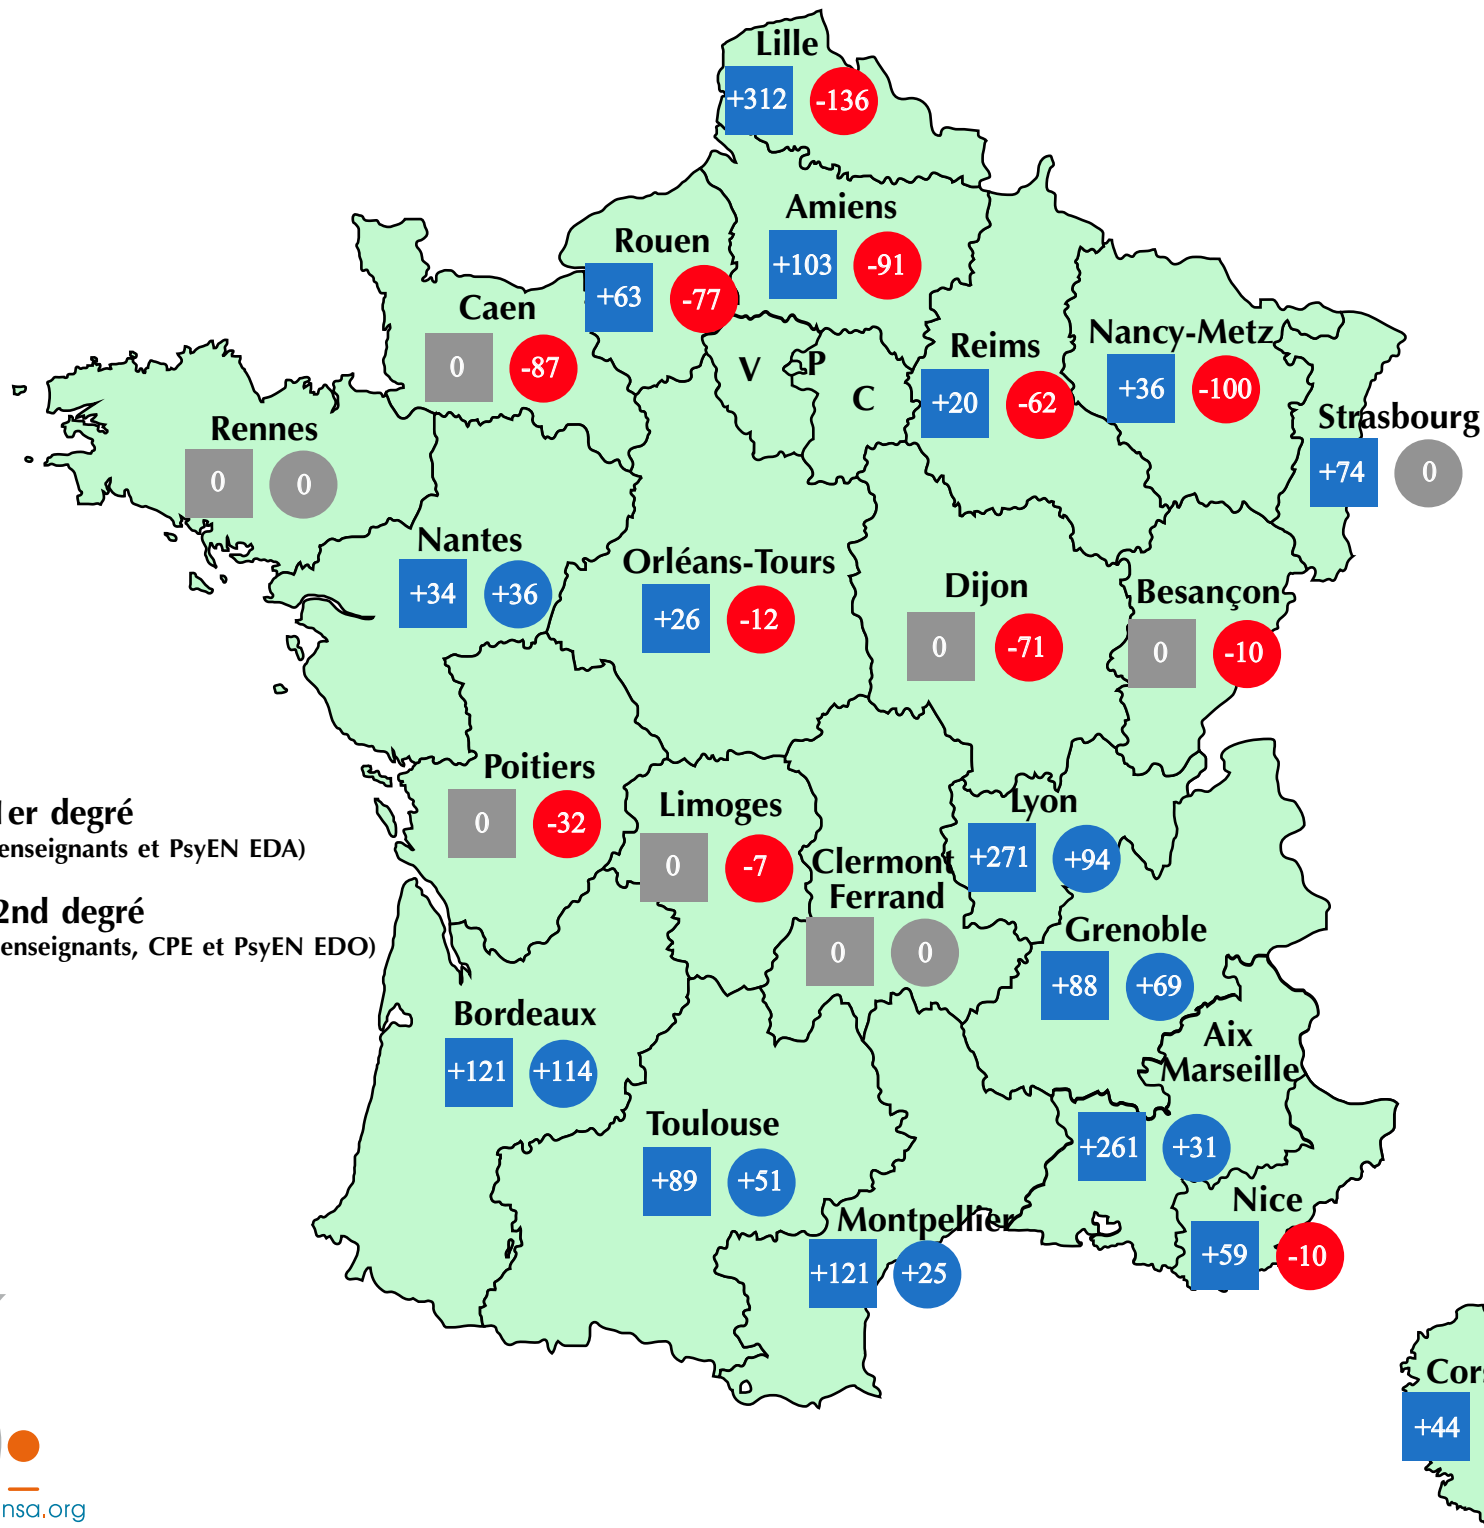 Lille
+312 -136
Amiens
+103 -91
Rouen
+63 -77
Caen
0 -87
V P C
Reims
+20 -62
Nancy-Metz
+36 -100
Strasbourg
+74 0
Rennes
0 0
Nantes
+34 +36
Orléans-Tours
+26 -12
Dijon
0 -71
Besançon
0 -10
Poitiers
0 -32
Limoges
0 -7
Lyon
+271 +94
Clermont
Ferrand
0 0
1er degré
enseignants et PsyEN EDA)
2nd degré
enseignants, CPE et PsyEN EDO)
Grenoble
+88 +69
Bordeaux
+121 +114
Aix
Marseille
+261 +31
Toulouse
+89 +51
Nice
+59 -10
Montpellier
+121 +25
Cors
+44
nsa.org